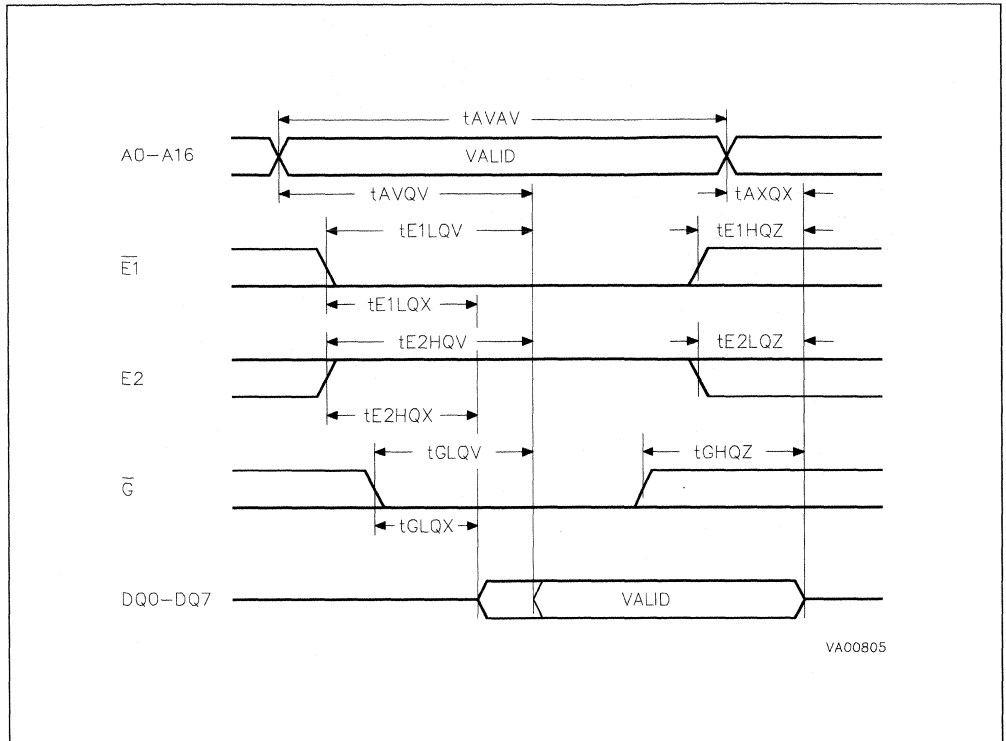 tAVAV
A0-A16 VALID
tAVQV tAXQX
tE1LQV tE1HQZ
E1
tE1LQX
tE2HQV tE2LQZ
E2
tE2HQX
tGLQV tGHQZ
G
tGLQX
DQ0-DQ7 VALID
VA00805